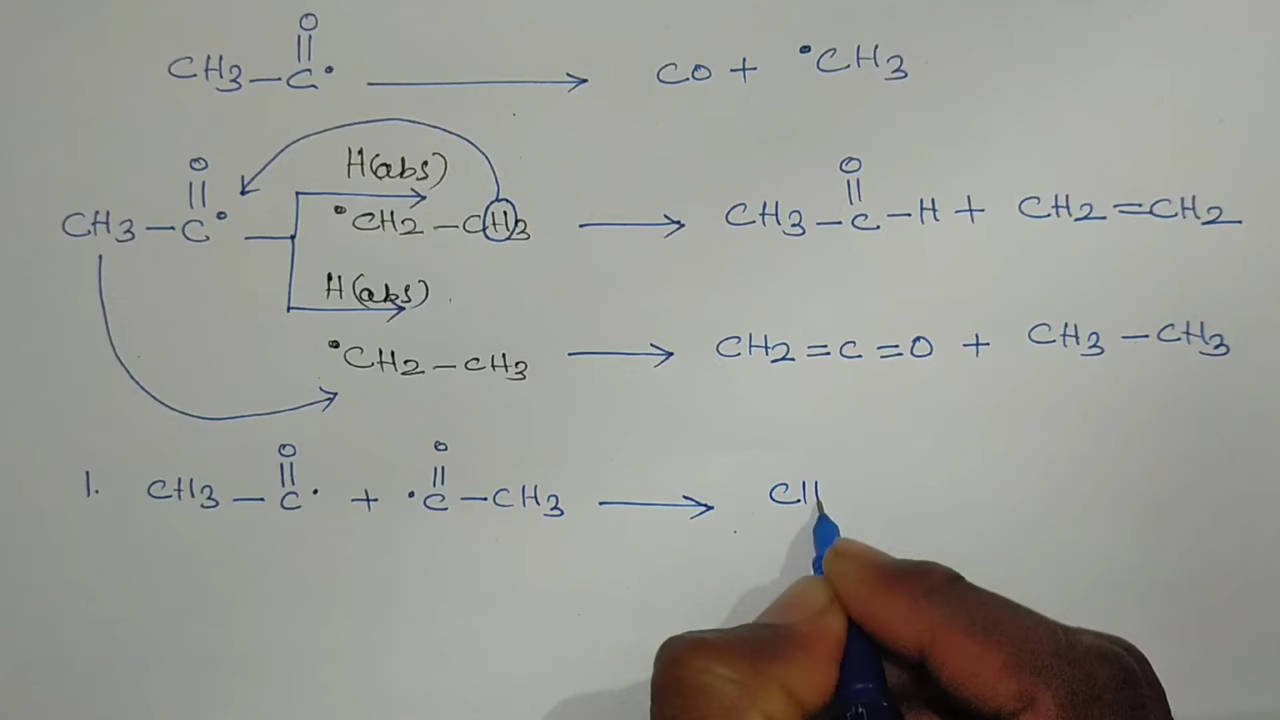 O
CH3 – C• ⟶ CO + •CH3
O H(abs) O
CH3 – C• •CH2 – CH3 ⟶ CH3 – C – H + CH2 = CH2
H(abs)
•CH2 – CH3 ⟶ CH2 = C = O + CH3 – CH3
O O
1. CH3 – C• + •C – CH3 ⟶ CH